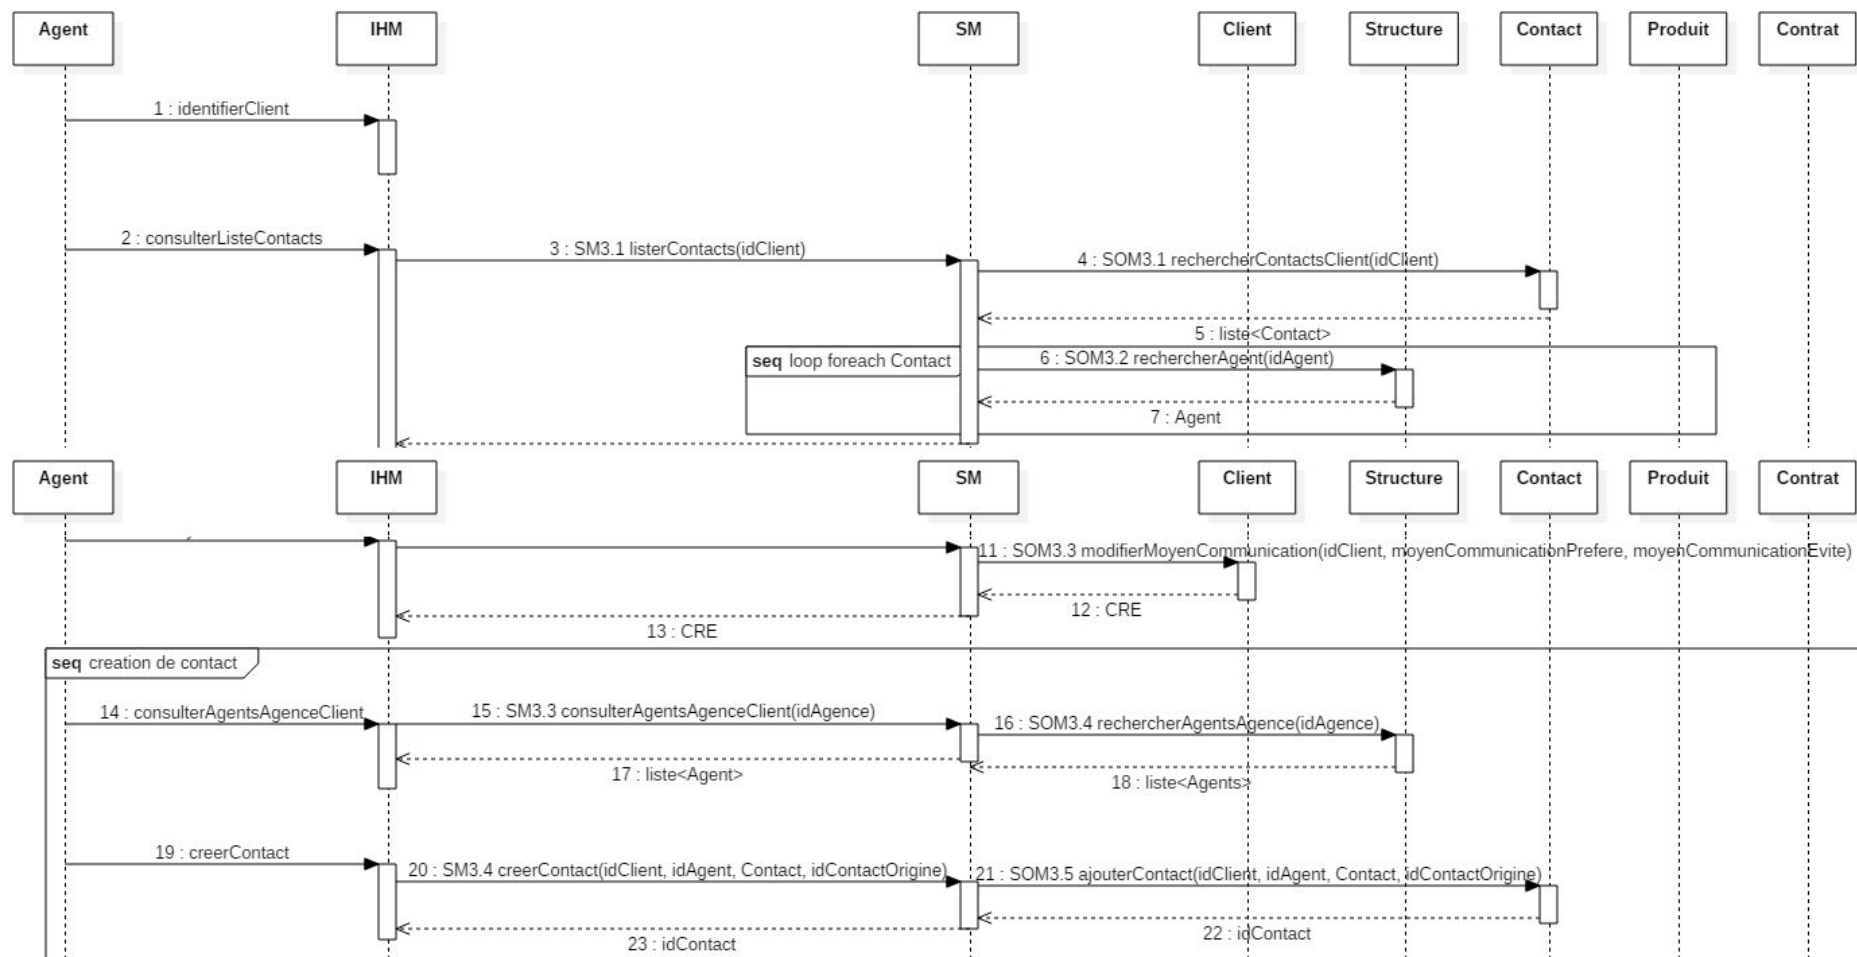 Agent IHM SM Client Structure Contact Produit Contrat
1 : identifierClient
2 : consulterListeContacts
3 : SM3.1 listerContacts(idClient)
4 : SOM3.1 rechercherContactsClient(idClient)
5 : liste<Contact>
seq loop foreach Contact
6 : SOM3.2 rechercherAgent(idAgent)
7 : Agent
Agent IHM SM Client Structure Contact Produit Contrat
11 : SOM3.3 modifierMoyenCommunication(idClient, moyenCommunicationPrefere, moyenCommunicationEvite)
12 : CRE
13 : CRE
seq creation de contact
14 : consulterAgentsAgenceClient
15 : SM3.3 consulterAgentsAgenceClient(idAgence)
16 : SOM3.4 rechercherAgentsAgence(idAgence)
17 : liste<Agent>
18 : liste<Agents>
19 : creerContact
20 : SM3.4 creerContact(idClient, idAgent, Contact, idContactOrigine)
21 : SOM3.5 ajouterContact(idClient, idAgent, Contact, idContactOrigine)
22 : idContact
23 : idContact